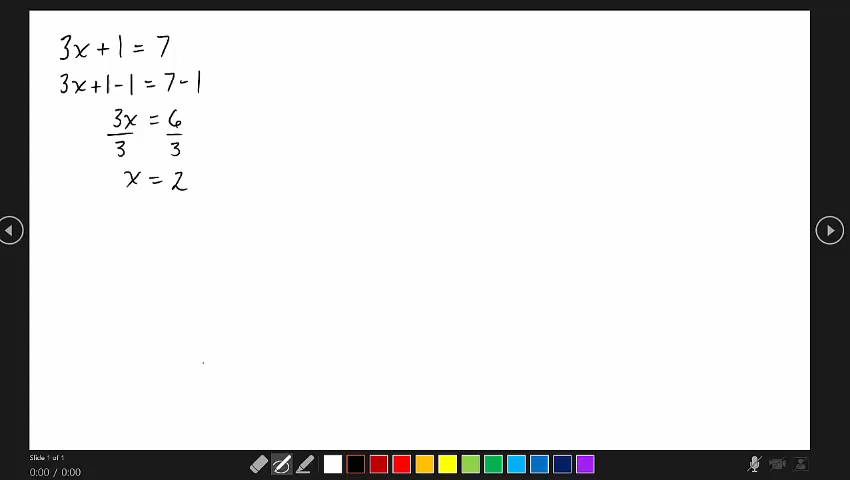 3x + 1 = 7
3x + 1 - 1 = 7 - 1
3x/3 = 6/3
x = 2
Slide 1 of 1
0:00 / 0:00